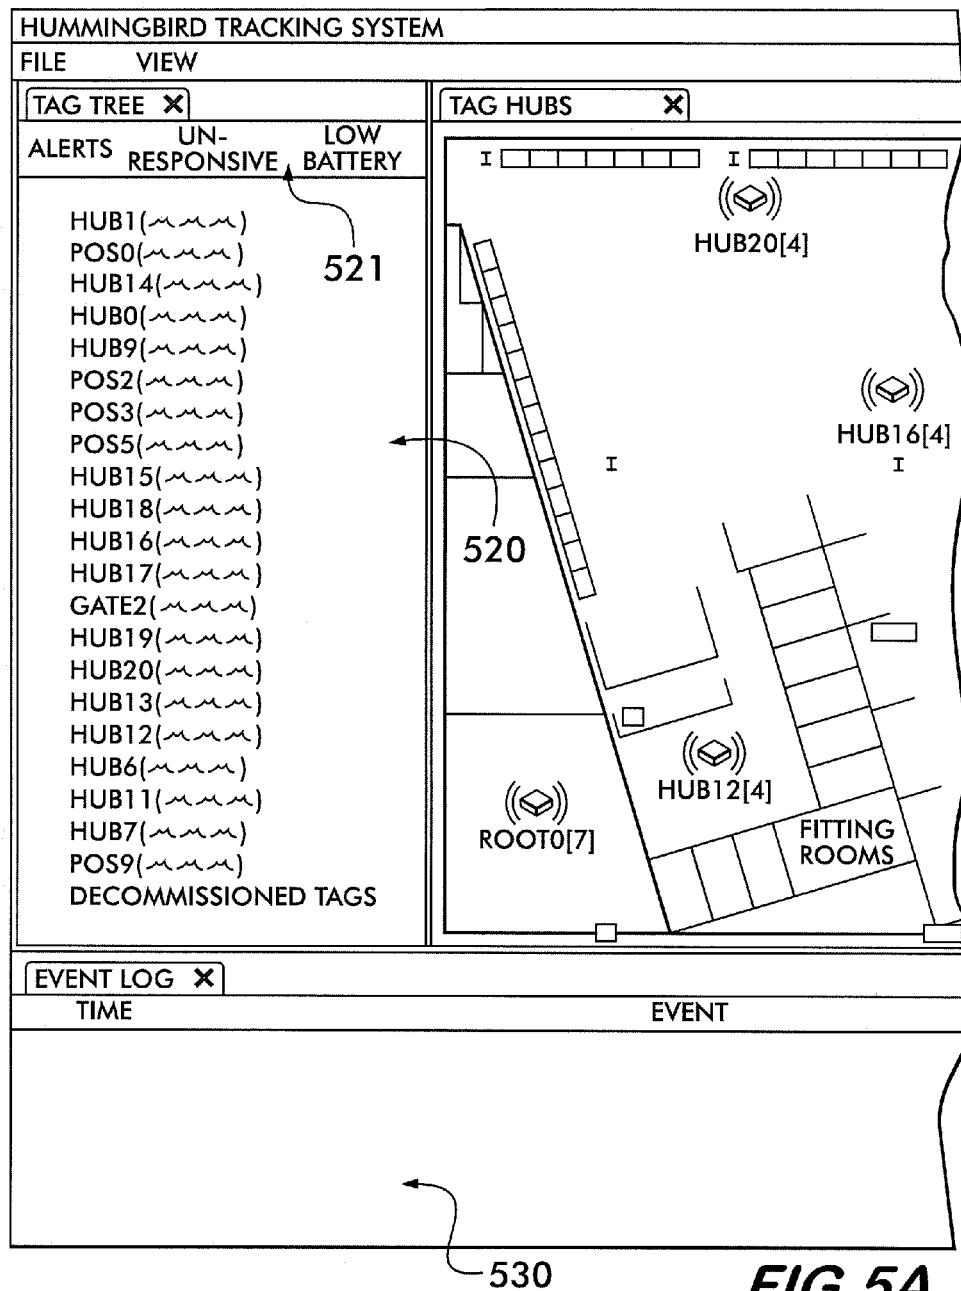 HUMMINGBIRD TRACKING SYSTEM
FILE VIEW
TAG TREE X
ALERTS UN-RESPONSIVE LOW BATTERY
521
HUB1( )
POS0( )
HUB14( )
HUB0( )
HUB9( )
POS2( )
POS3( )
POS5( )
HUB15( )
HUB18( )
HUB16( )
HUB17( )
GATE2( )
HUB19( )
HUB20( )
HUB13( )
HUB12( )
HUB6( )
HUB11( )
HUB7( )
POS9( )
DECOMMISSIONED TAGS
520
TAG HUBS X
HUB20[4]
HUB16[4]
HUB12[4]
ROOT0[7]
FITTING
ROOMS
EVENT LOG X
TIME EVENT
530
FIG 5A